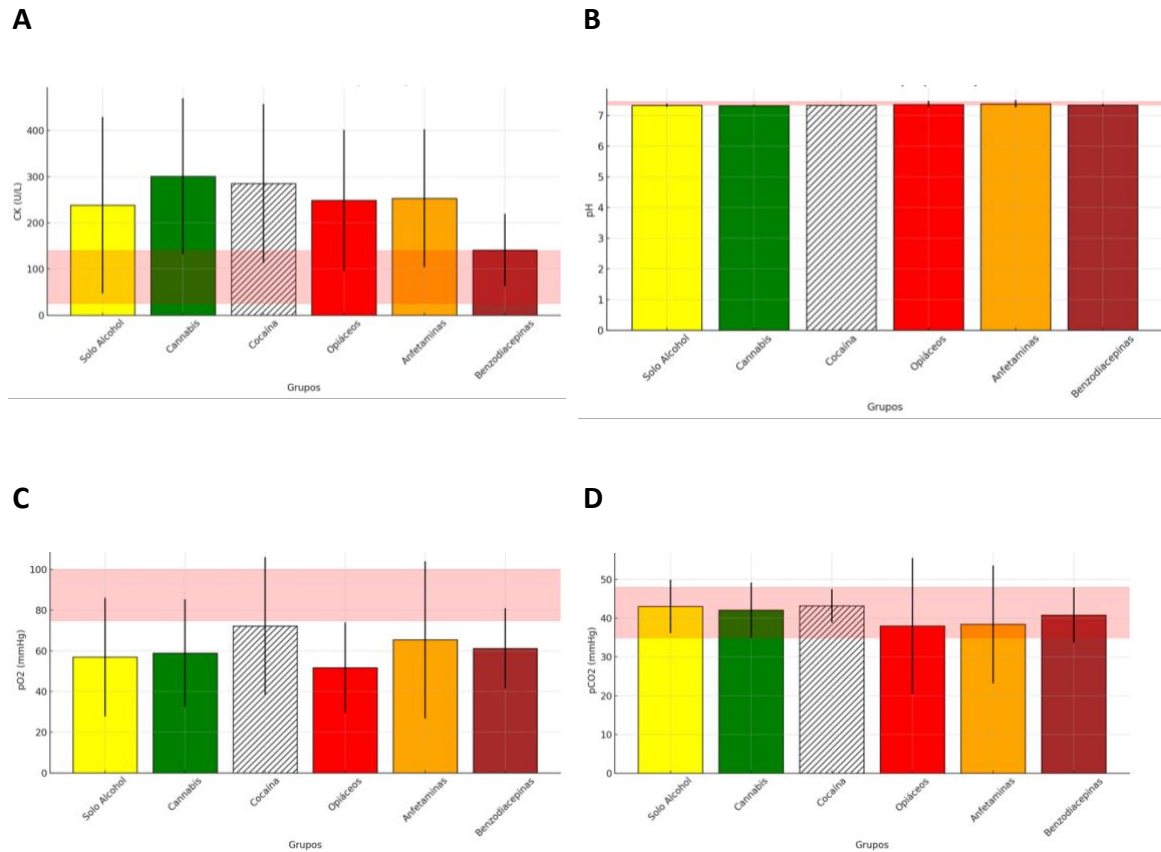 A
CK (U/L)
400
300
200
100
0
Solo Alcohol
Cannabis
Cocaína
Opiáceos
Anfetaminas
Benzodiacepinas
Grupos
B
pH
7
6
5
4
3
2
1
0
Solo Alcohol
Cannabis
Cocaína
Opiáceos
Anfetaminas
Benzodiacepinas
Grupos
C
pO2 (mmHg)
100
80
60
40
20
0
Solo Alcohol
Cannabis
Cocaína
Opiáceos
Anfetaminas
Benzodiacepinas
Grupos
D
pCO2 (mmHg)
50
40
30
20
10
0
Solo Alcohol
Cannabis
Cocaína
Opiáceos
Anfetaminas
Benzodiacepinas
Grupos